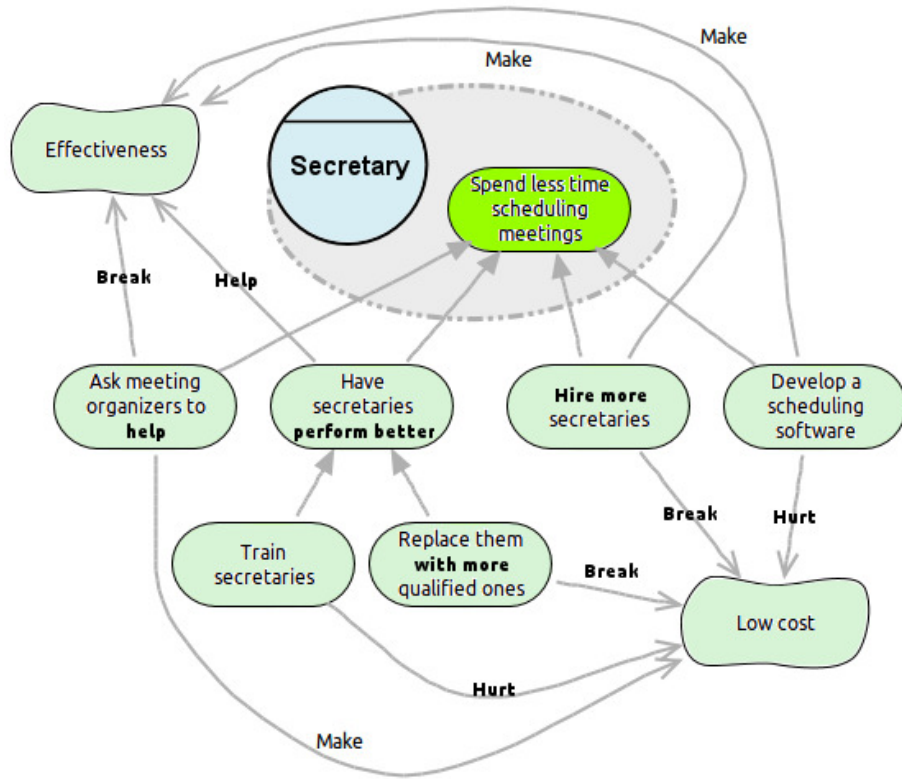 Make
Make
Effectiveness
Secretary
Spend less time
scheduling
meetings
Break
Help
Ask meeting
organizers to
help
Have
secretaries
perform better
Hire more
secretaries
Develop a
scheduling
software
Break
Hurt
Train
secretaries
Replace them
with more
qualified ones
Break
Low cost
Hurt
Make